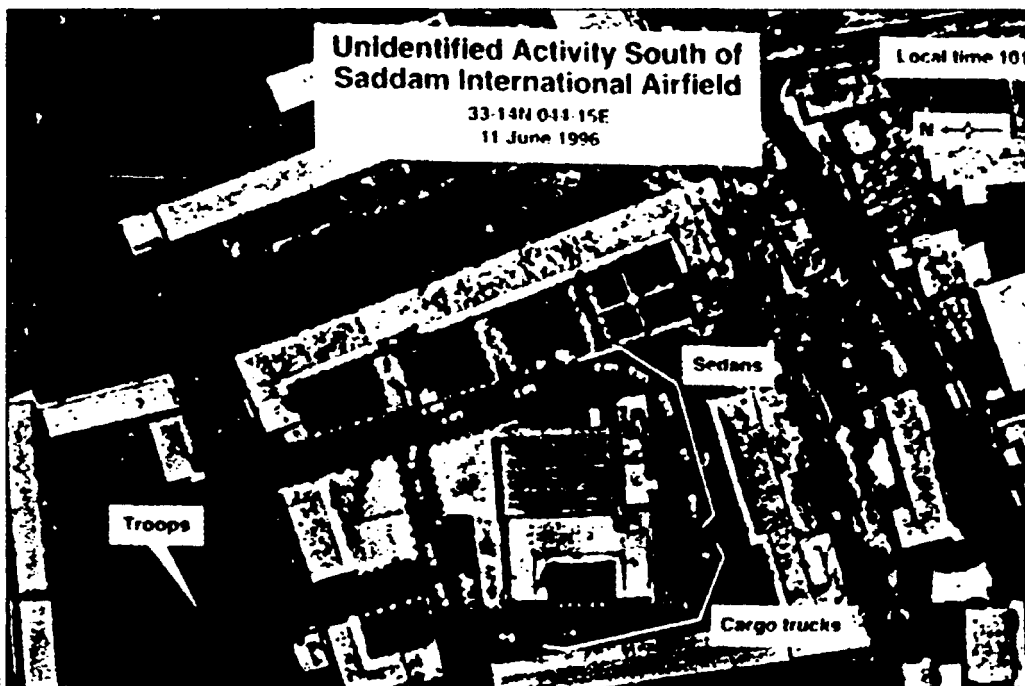 Unidentified Activity South of
Saddam International Airfield
33-14N 044-15E
11 June 1996
Local time 101
N
Sedans
Troops
Cargo trucks